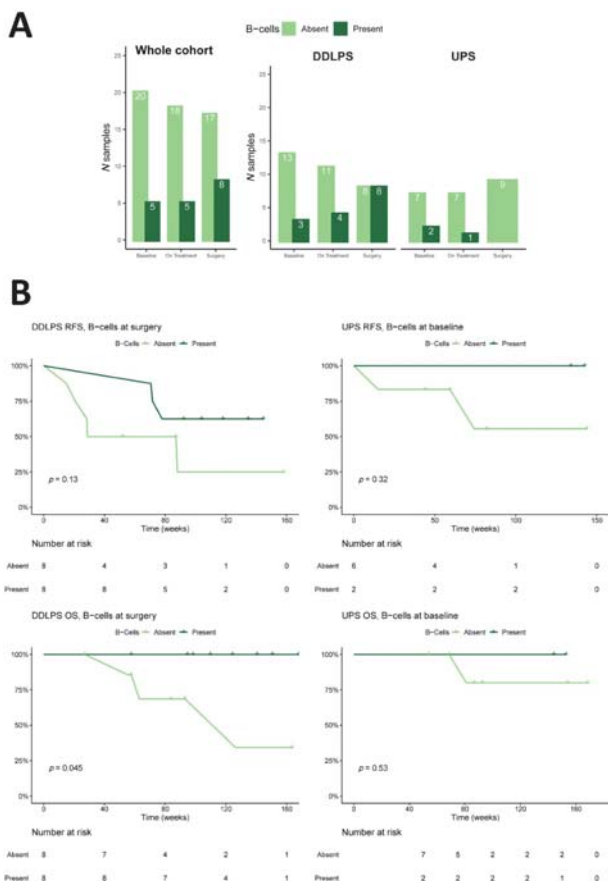 A
B-cells Absent Present
Whole cohort DDLPS UPS
N samples
25
20
15
10
5
0
20 5 18 5 17 8
Baseline On Treatment Surgery
N samples
25
20
15
10
5
0
13 3 11 4 8 8
Baseline On Treatment Surgery
7 2 7 1 9
Baseline On Treatment Surgery
B
DDLPS RFS, B-cells at surgery
B-Cells Absent Present
100%
75%
50%
25%
0%
p = 0.13
0 40 80 120 160
Time (weeks)
Number at risk
Absent 8 4 3 1 0
Present 8 8 5 2 0
UPS RFS, B-cells at baseline
B-Cells Absent Present
100%
75%
50%
25%
0%
p = 0.32
0 50 100 150
Time (weeks)
Number at risk
Absent 6 4 1 0
Present 2 2 2 0
DDLPS OS, B-cells at surgery
B-Cells Absent Present
100%
75%
50%
25%
0%
p = 0.045
0 40 80 120 160
Time (weeks)
Number at risk
Absent 8 7 4 2 1
Present 8 8 7 4 1
UPS OS, B-cells at baseline
B-Cells Absent Present
100%
75%
50%
25%
0%
p = 0.53
40 80 120 160
Time (weeks)
Number at risk
Absent 7 5 2 2 2 0
Present 2 2 2 2 1 0